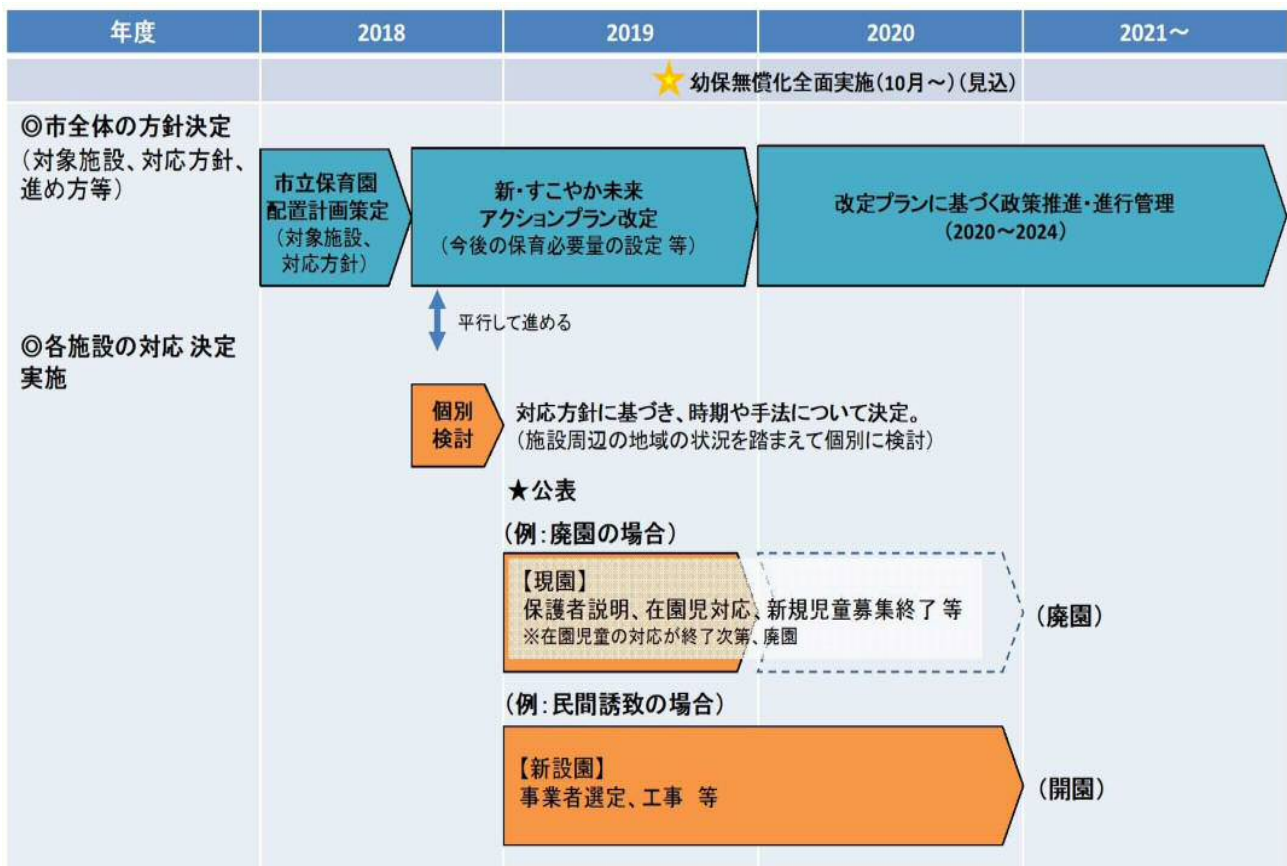 年度 2018 2019 2020 2021～
幼保無償化全面実施(10月～)(見込)
◎市全体の方針決定
（対象施設、対応方針、
進め方等）
市立保育園
配置計画策定
（対象施設、
対応方針）
新・すこやか未来
アクションプラン改定
（今後の保育必要量の設定 等）
改定プランに基づく政策推進・進行管理
（2020～2024）
平行して進める
◎各施設の対応 決定
実施
個別
検討
対応方針に基づき、時期や手法について決定。
（施設周辺の地域の状況を踏まえて個別に検討）
★公表
（例：廃園の場合）
【現園】
保護者説明、在園児対応、新規児童募集終了 等
※在園児童の対応が終了次第、廃園
（廃園）
（例：民間誘致の場合）
【新設園】
事業者選定、工事 等
（開園）